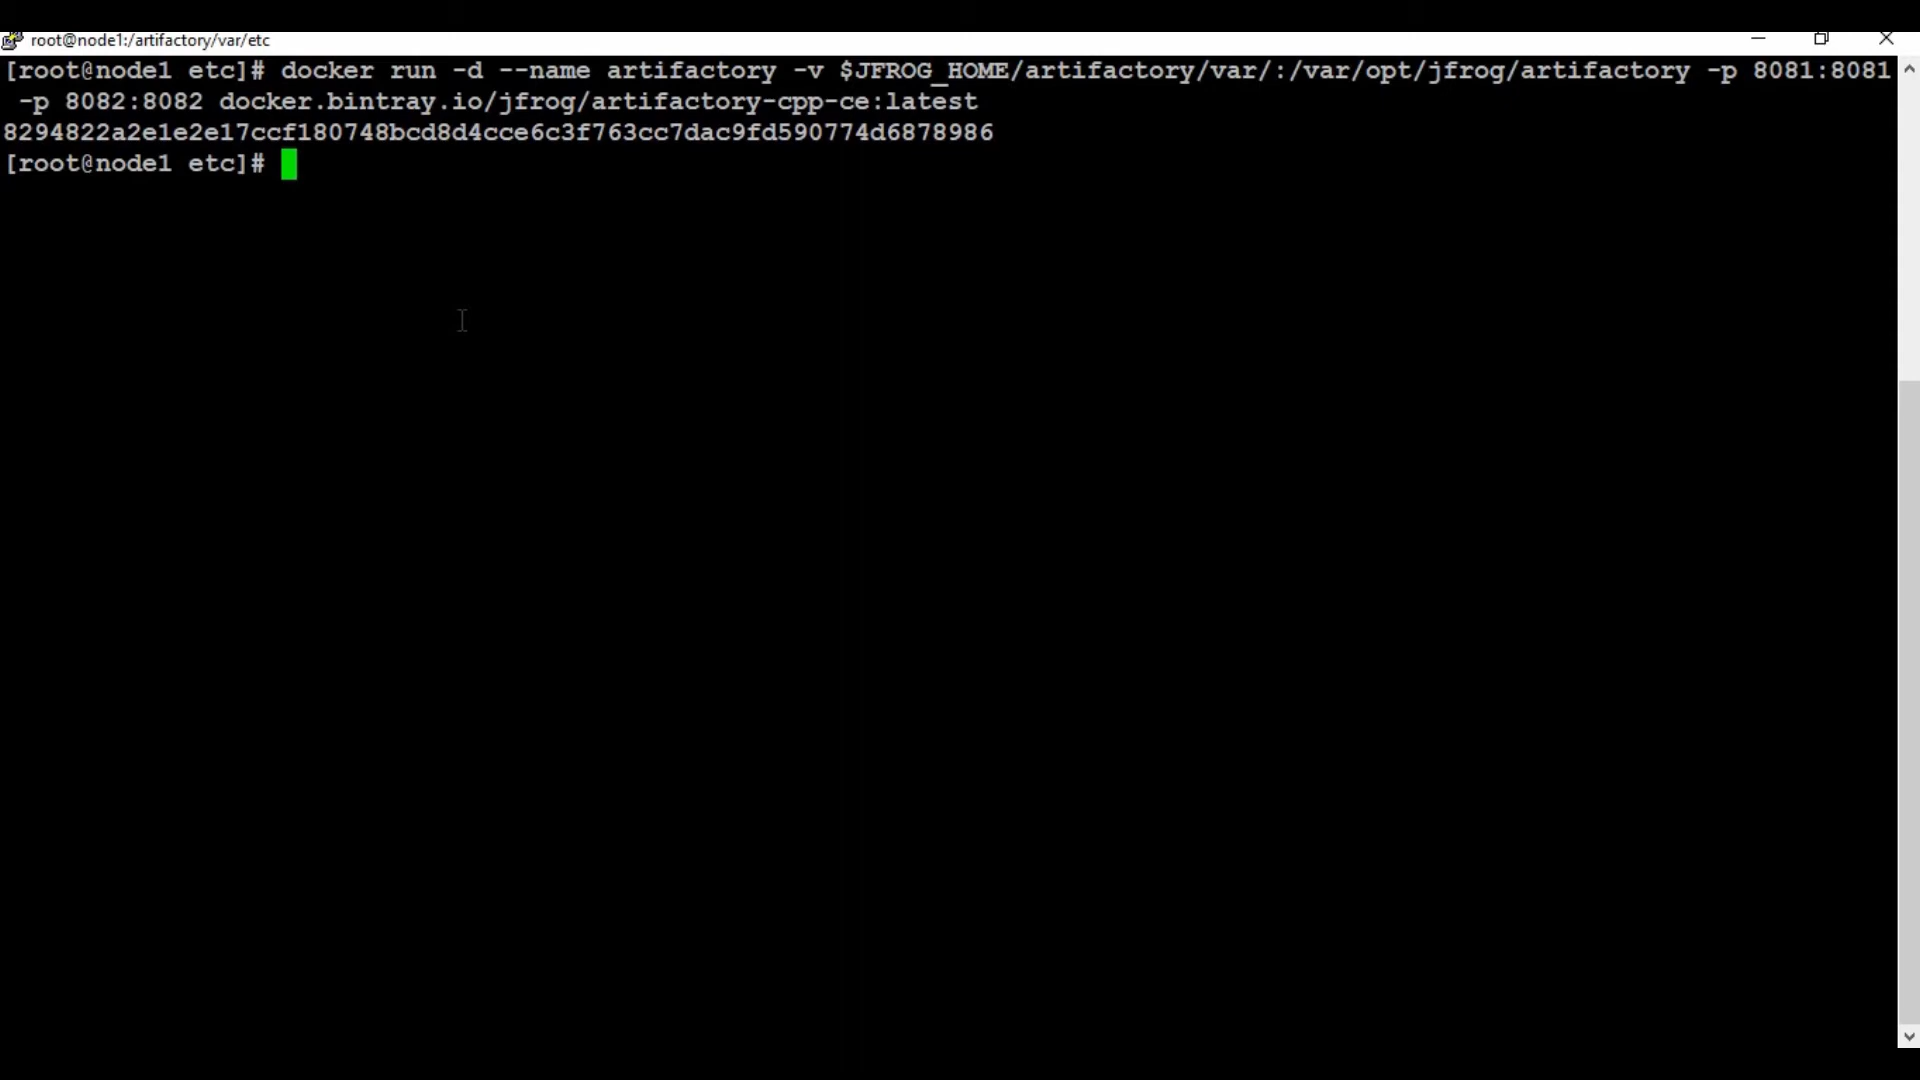 root@node1:/artifactory/var/etc
[root@node1 etc]# docker run -d --name artifactory -v $JFROG_HOME/artifactory/var/:/var/opt/jfrog/artifactory -p 8081:8081
-p 8082:8082 docker.bintray.io/jfrog/artifactory-cpp-ce:latest
8294822a2e1e2e17ccf180748bcd8d4cce6c3f763cc7dac9fd590774d6878986
[root@node1 etc]#